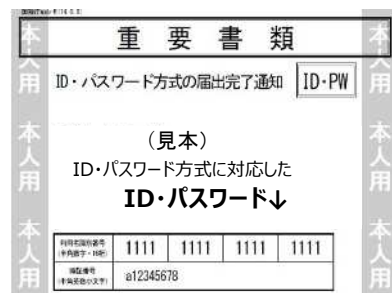 重要書類
ID・パスワード方式の届出完了通知 ID・PW
（見本）
ID・パスワード方式に対応した
ID・パスワード↓
利用者識別番号 1111 1111 1111 1111
(半角数字・16桁)
暗証番号 a12345678
(半角英数小文字)
本人用
本人用
本人用
本人用
本人用
本人用